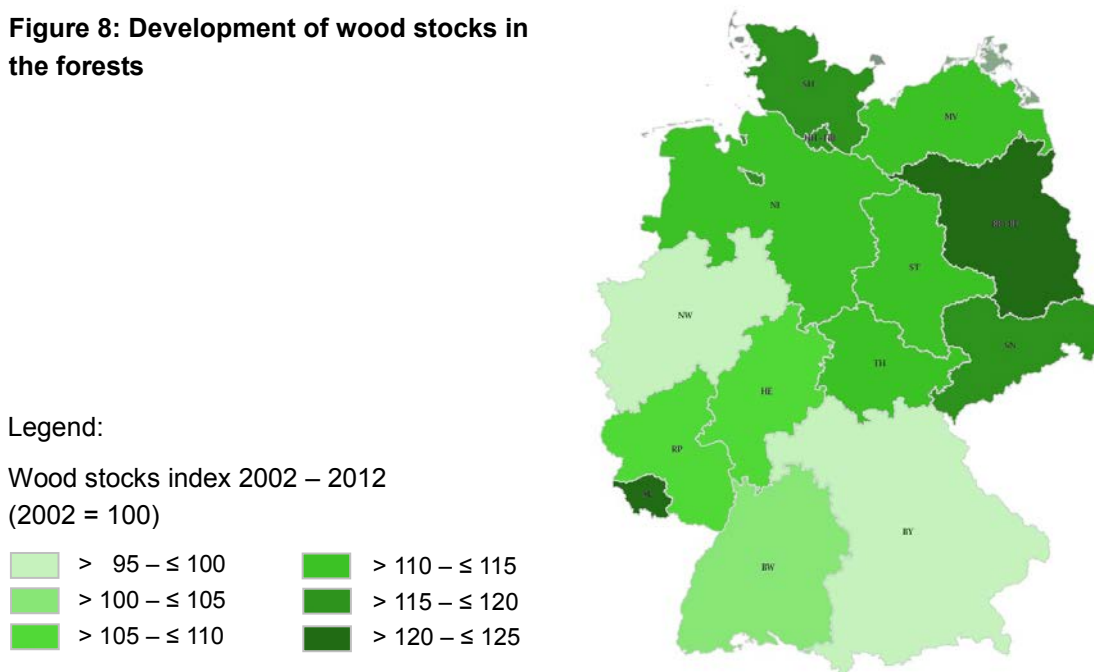 Figure 8: Development of wood stocks in
the forests
SH
MV
NI
ST
NW
SN
TH
HE
RP
BY
BW
Legend:
Wood stocks index 2002 – 2012
(2002 = 100)
> 95 – ≤ 100
> 110 – ≤ 115
> 100 – ≤ 105
> 115 – ≤ 120
> 105 – ≤ 110
> 120 – ≤ 125